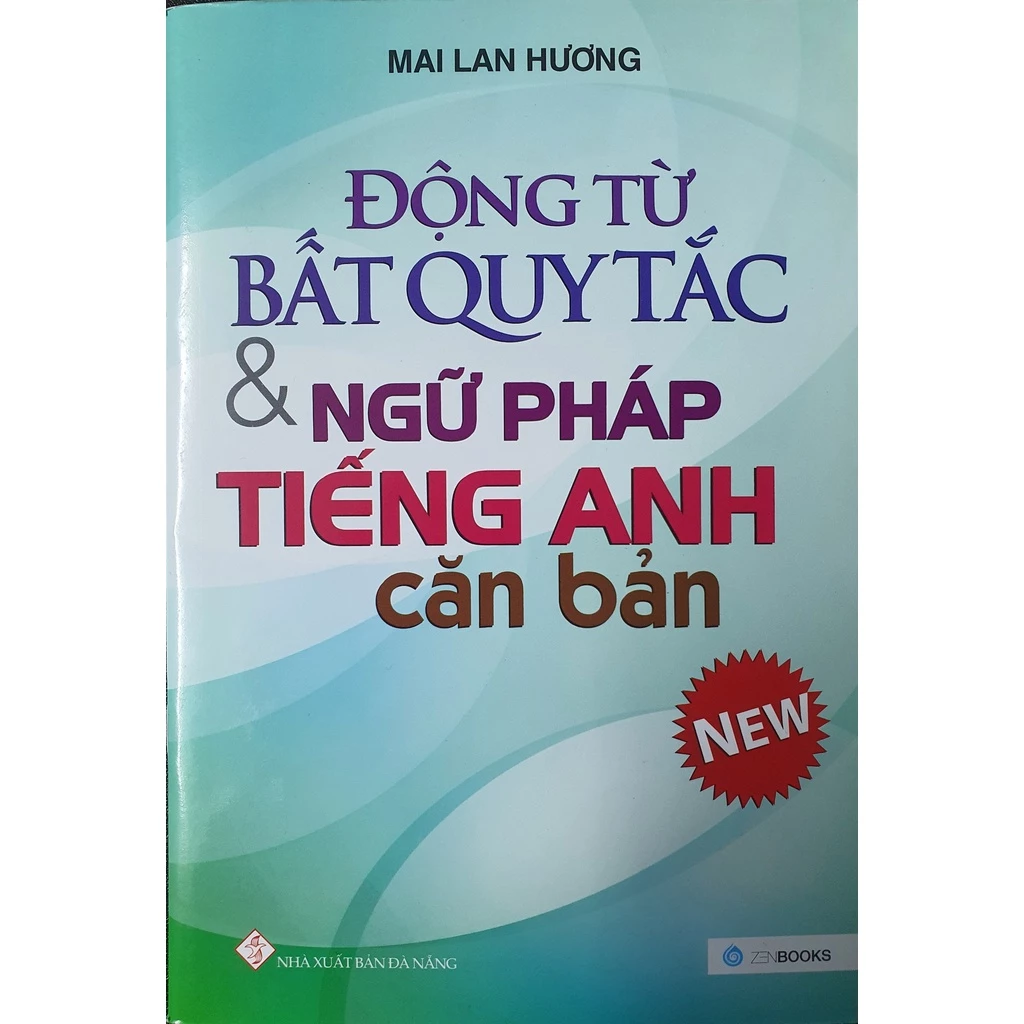 MAI LAN HƯƠNG
ĐỘNG TỪ
BẤT QUY TẮC
& NGỮ PHÁP
TIẾNG ANH
căn bản
NEW
NHÀ XUẤT BẢN ĐÀ NẴNG
ZENBOOKS